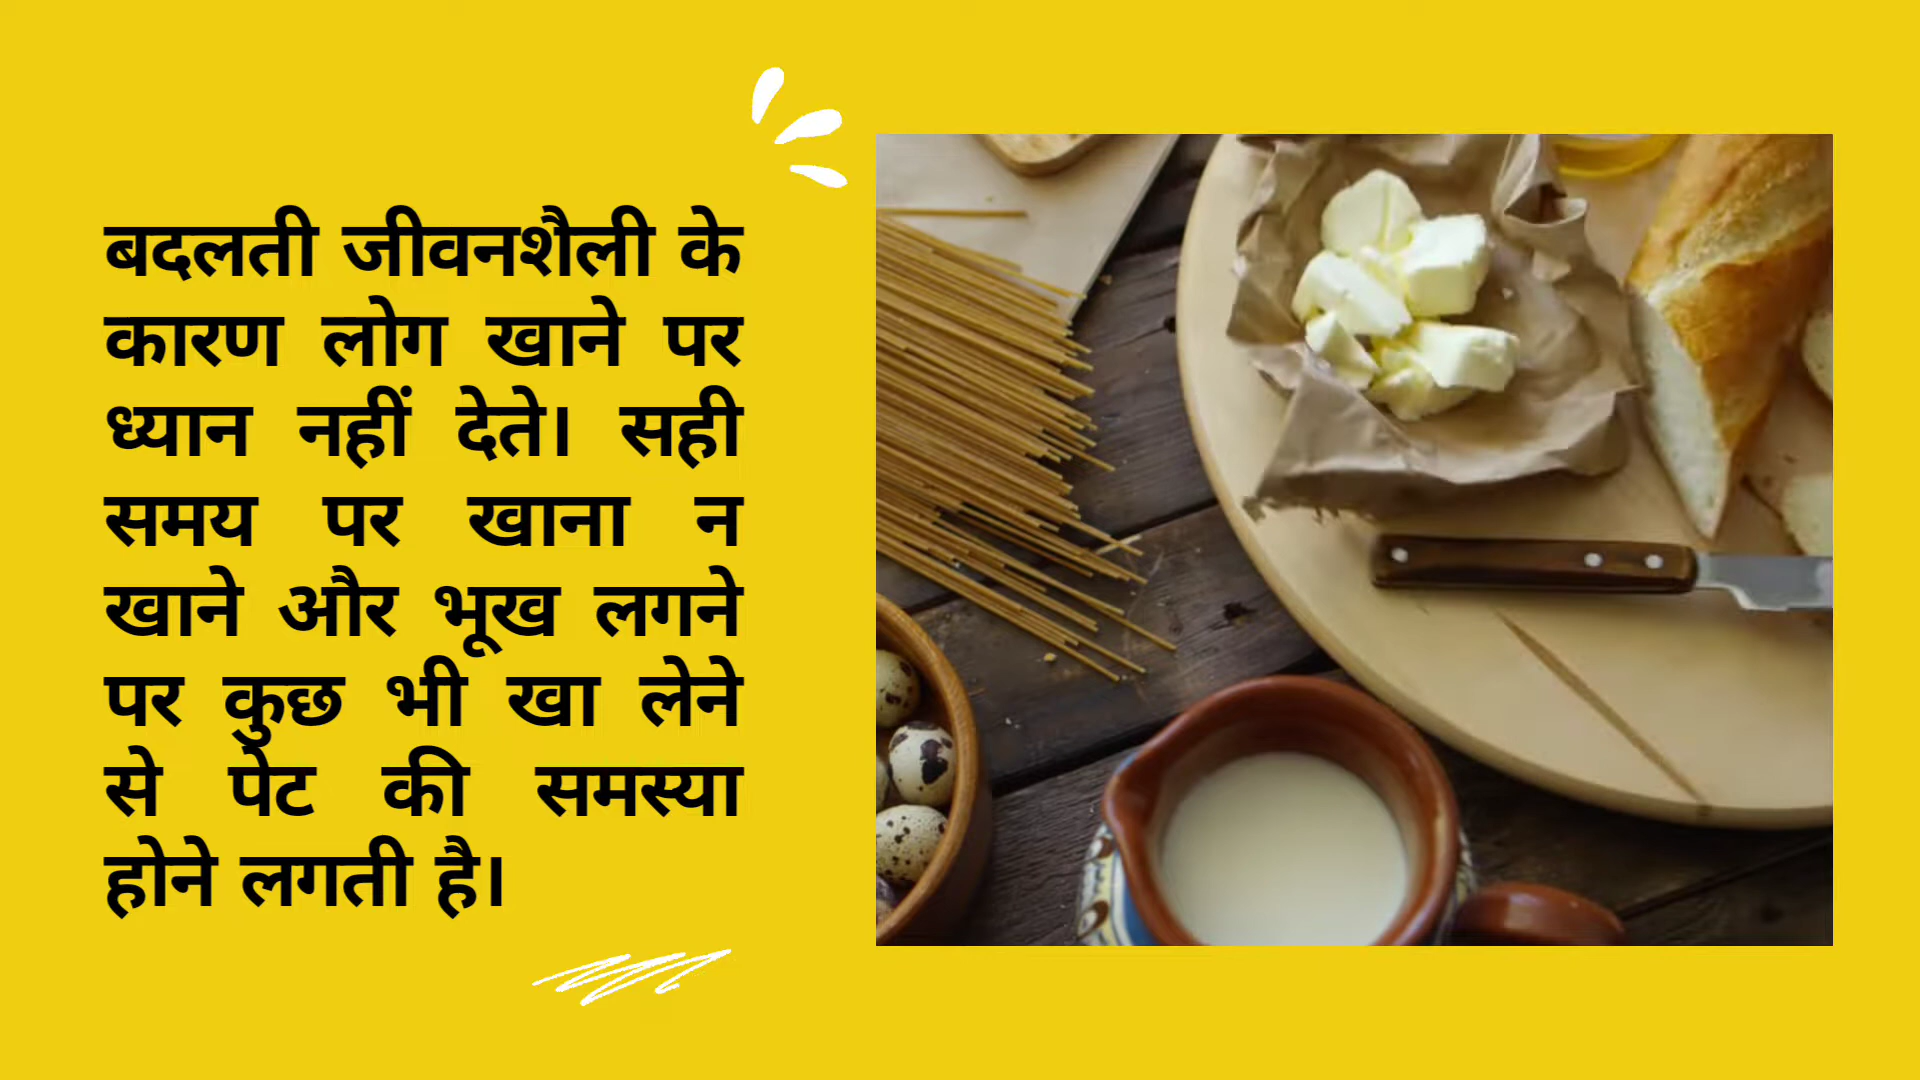 बदलती जीवनशैली के
कारण लोग खाने पर
ध्यान नहीं देते। सही
समय पर खाना न
खाने और भूख लगने
पर कुछ भी खा लेने
से पेट की समस्या
होने लगती है।